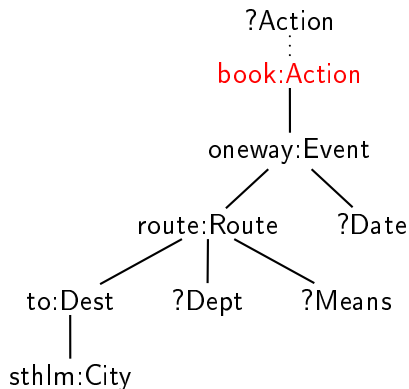 ?Action
book:Action
oneway:Event
route:Route ?Date
to:Dest ?Dept ?Means
sthlm:City